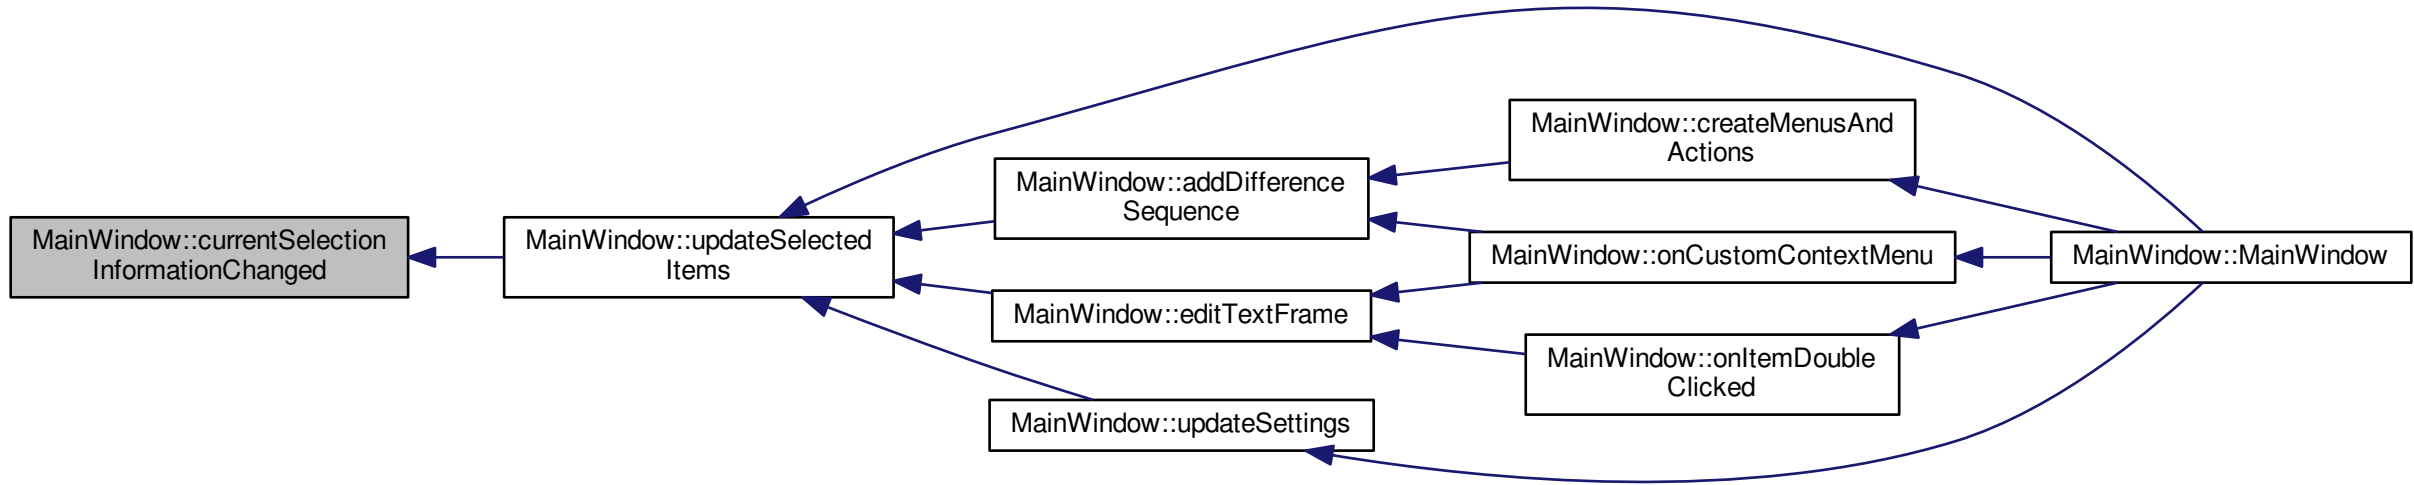 MainWindow::currentSelection
InformationChanged
MainWindow::updateSelected
Items
MainWindow::addDifference
Sequence
MainWindow::editTextFrame
MainWindow::updateSettings
MainWindow::createMenusAnd
Actions
MainWindow::onCustomContextMenu
MainWindow::onItemDouble
Clicked
MainWindow::MainWindow